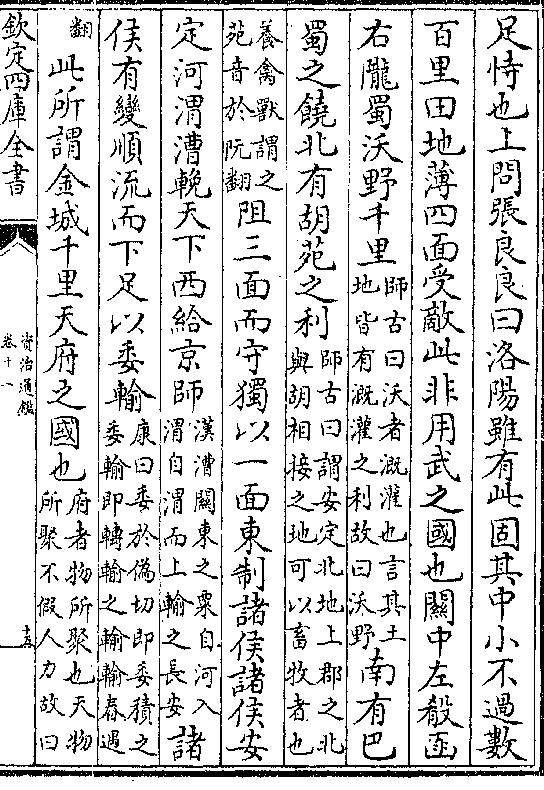 足恃也上問張良良曰洛陽雖有此固其中小不過數
百里田地薄四面受敵此非用武之國也關中左殽函
右隴蜀沃野千里師古曰沃者溉灌也言其土地皆有溉灌之利故曰沃野南有巴
蜀之饒北有胡苑之利師古曰謂安定北地上郡之北與胡相接之地可以畜牧者也
養禽獸謂之苑音於阮翻阻三面而守獨以一面東制諸侯諸侯安
定河渭漕輓天下西給京師漢漕關東之粟自河入渭自渭而上輸之長安諸
侯有變順流而下足以委輸康曰委於偽切即委積之委輸即轉輸之輸輸舂遇
翻此所謂金城千里天府之國也府者物所聚也天物所聚不假人力故曰
欽定四庫全書
資治通鑑
卷十一